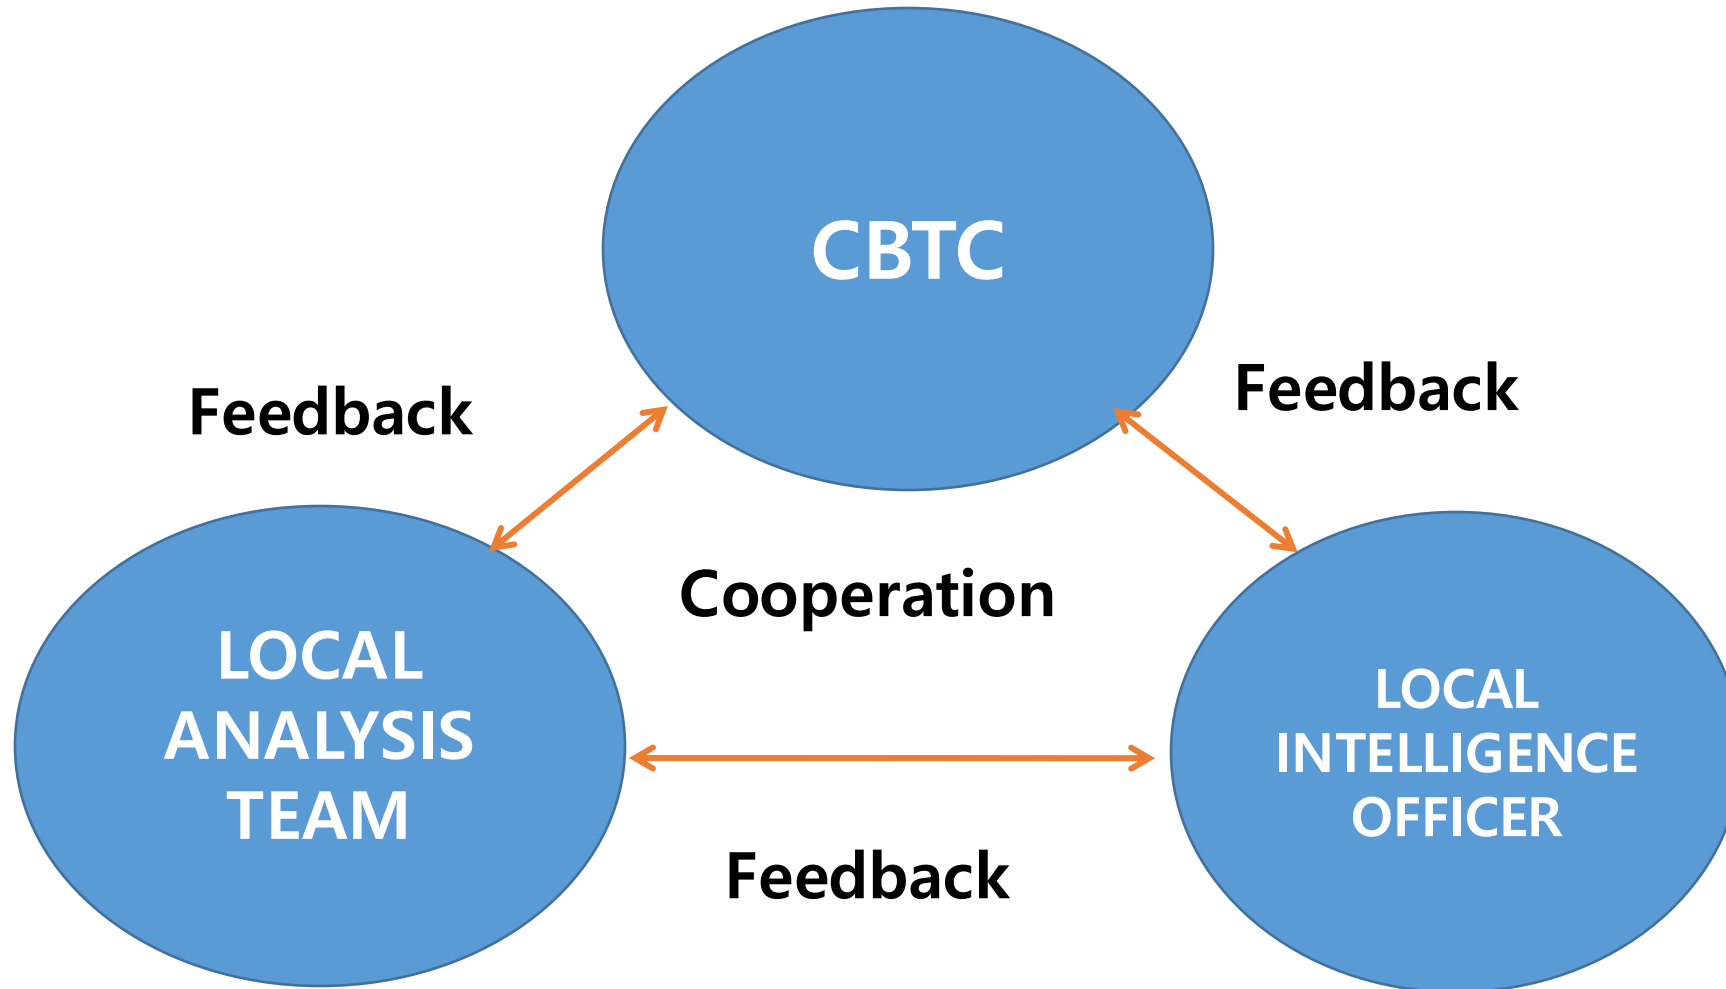 CBTC
Feedback
Feedback
Cooperation
LOCAL
ANALYSIS
TEAM
LOCAL
INTELLIGENCE
OFFICER
Feedback